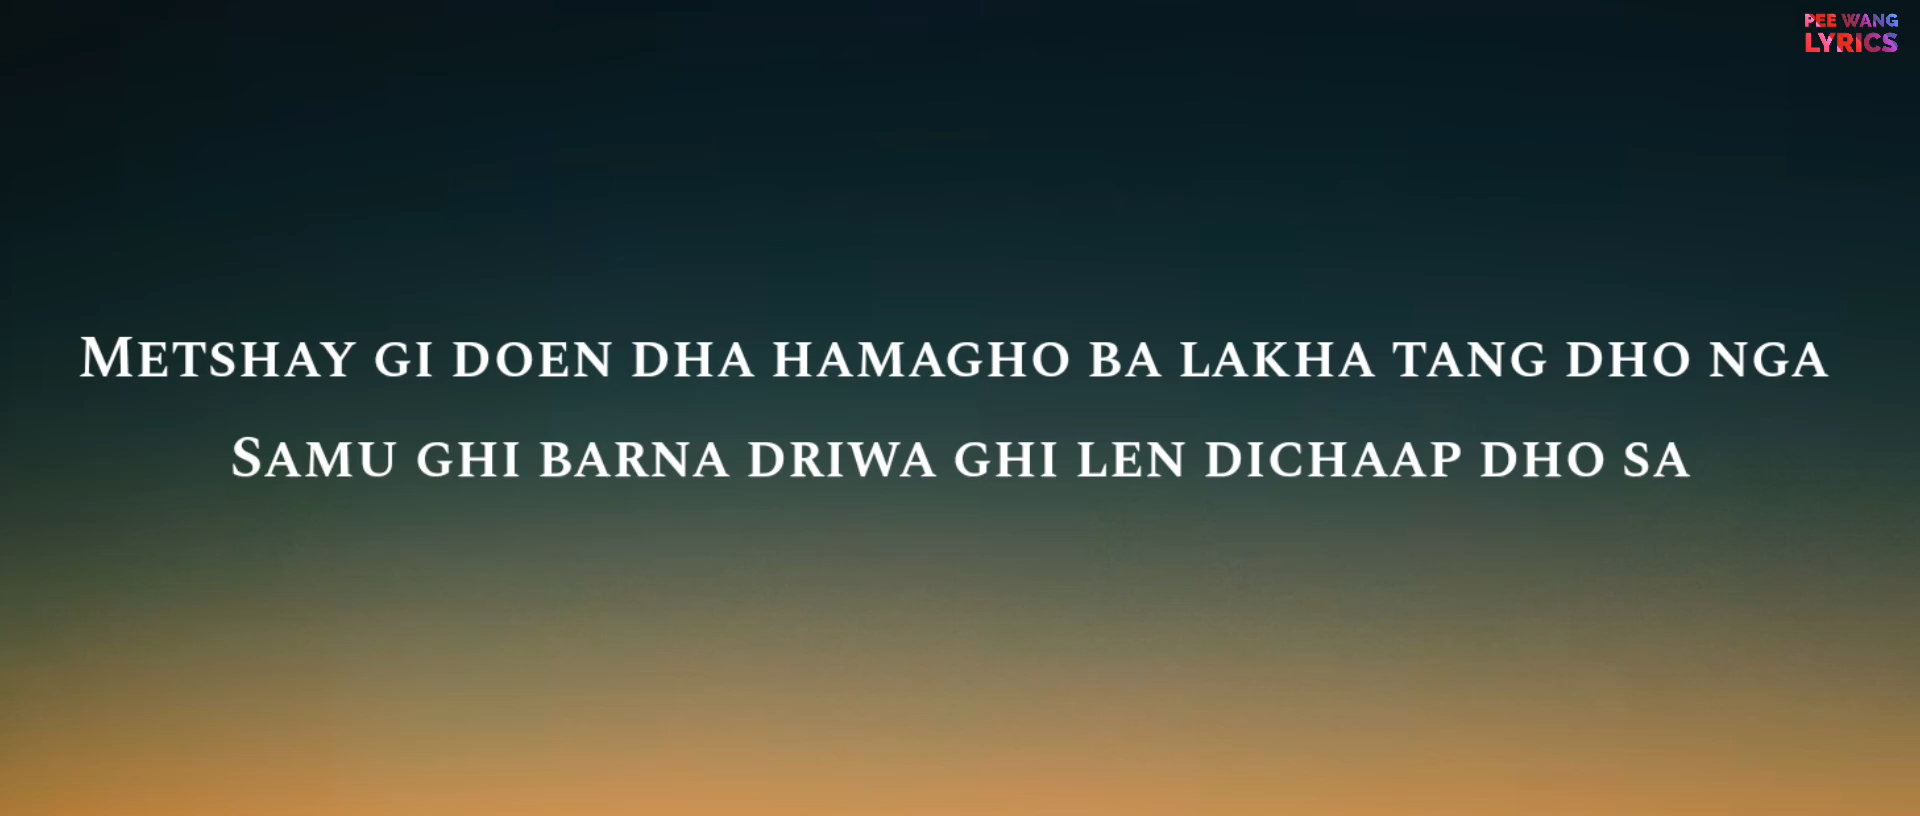 PEE WANG
LYRICS
Metshay gi doen dha hamagho ba lakha tang dho nga
Samu ghi barna driwa ghi len dichaap dho sa